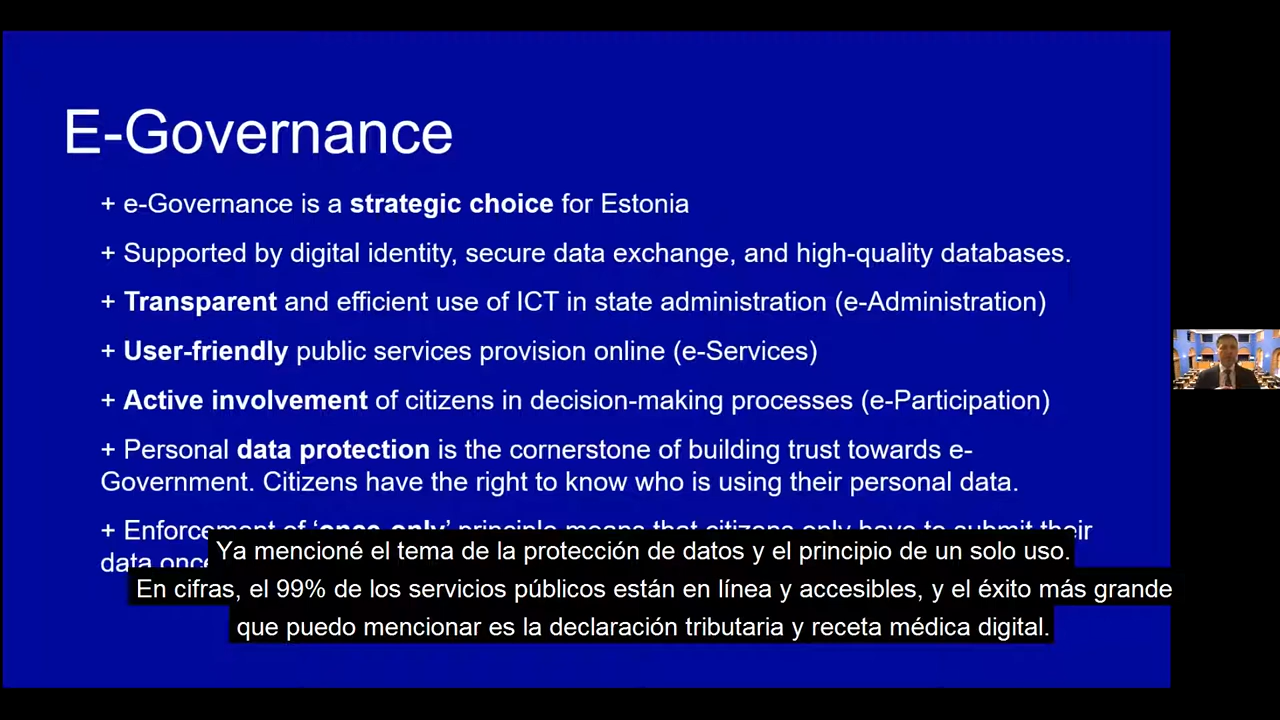 E-Governance
+ e-Governance is a strategic choice for Estonia
+ Supported by digital identity, secure data exchange, and high-quality databases.
+ Transparent and efficient use of ICT in state administration (e-Administration)
+ User-friendly public services provision online (e-Services)
+ Active involvement of citizens in decision-making processes (e-Participation)
+ Personal data protection is the cornerstone of building trust towards e-
Government. Citizens have the right to know who is using their personal data.
+ Enforcement of ‘once-only’ principle means that citizens only have to submit their
data once
Ya mencioné el tema de la protección de datos y el principio de un solo uso.
En cifras, el 99% de los servicios públicos están en línea y accesibles, y el éxito más grande
que puedo mencionar es la declaración tributaria y receta médica digital.